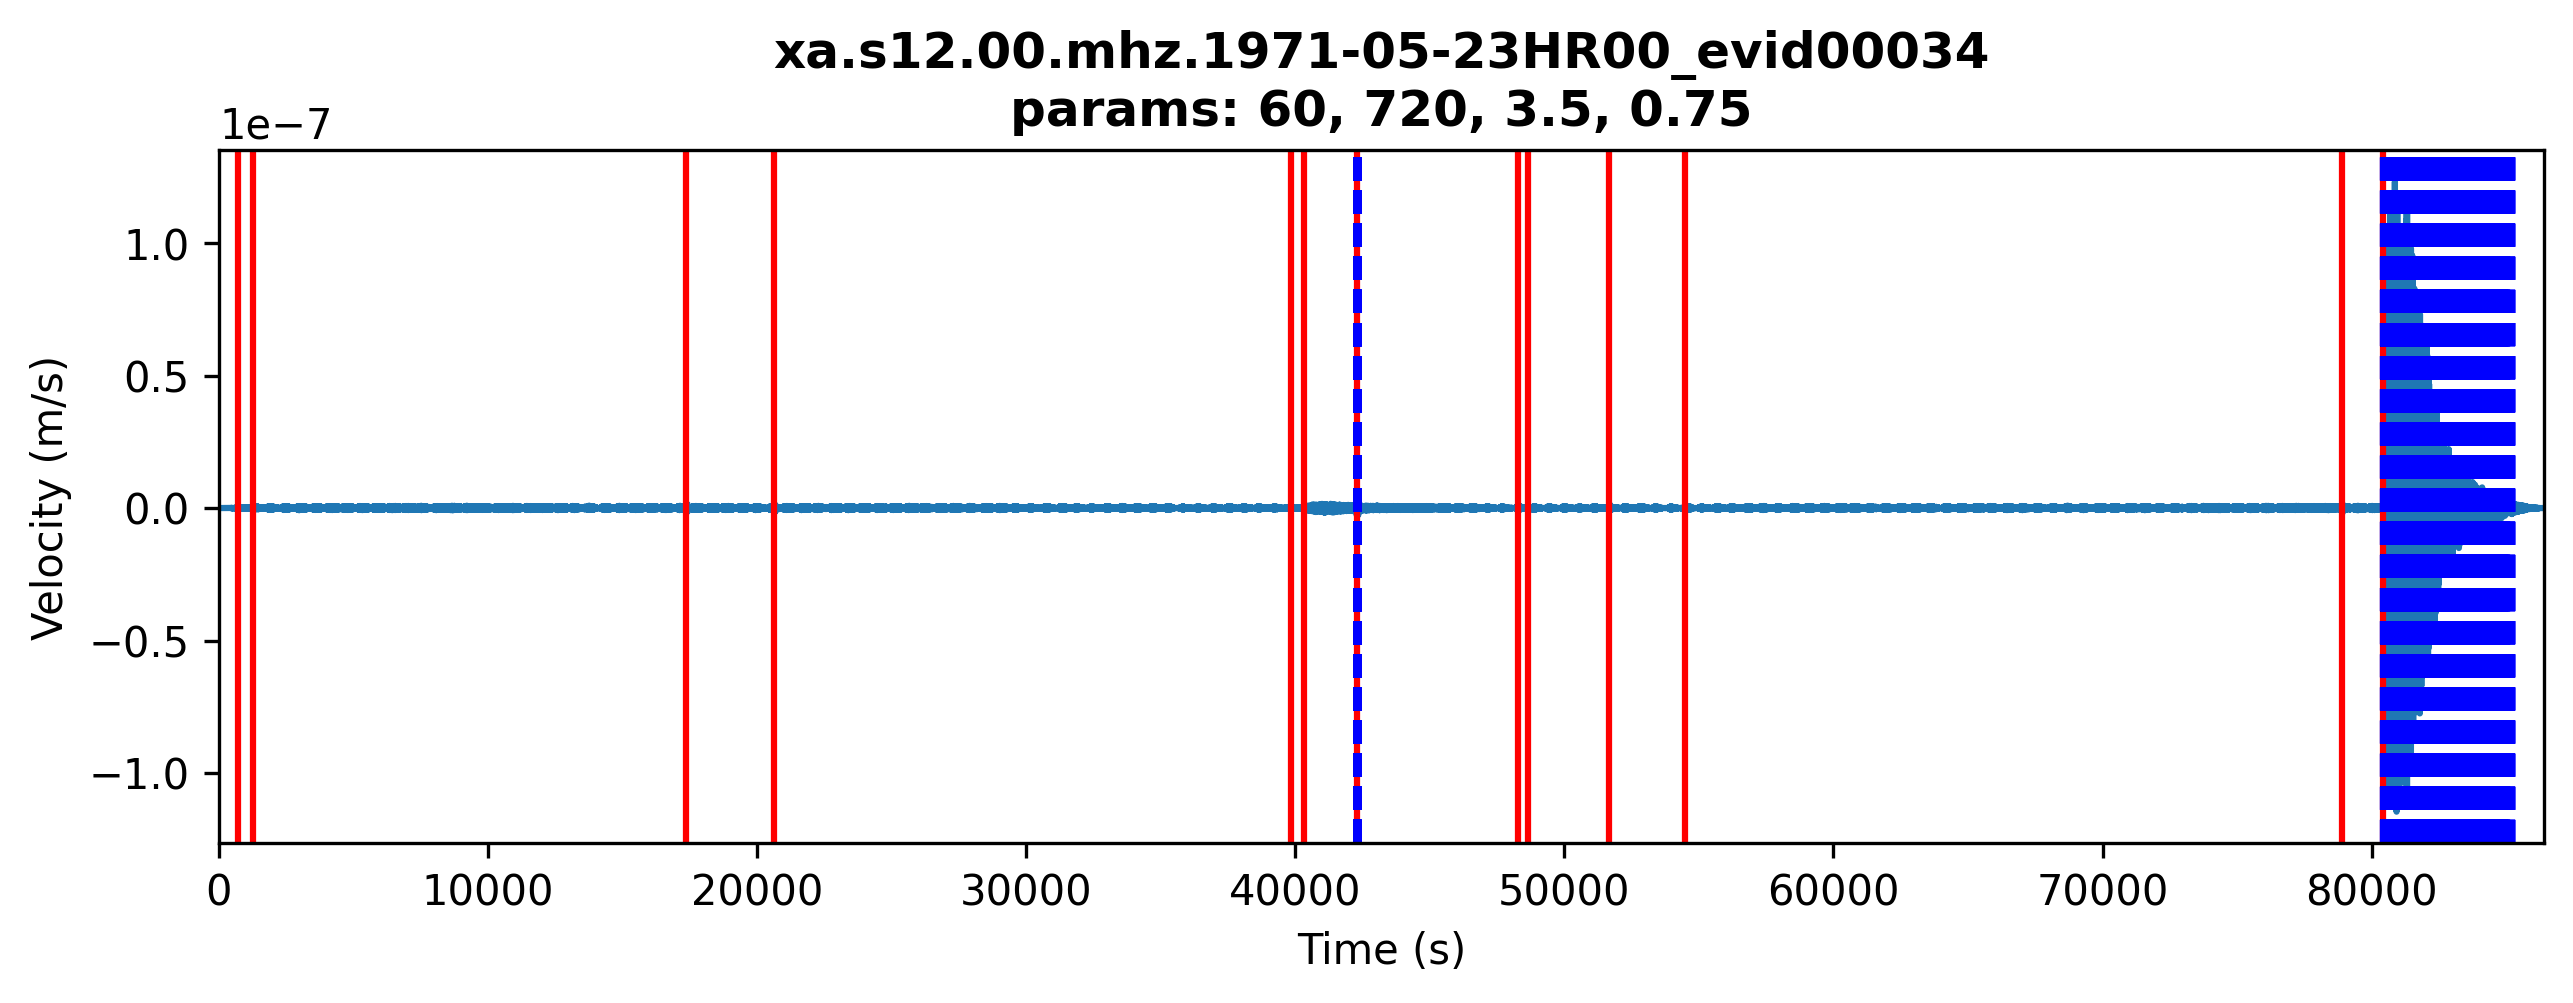 xa.s12.00.mhz.1971-05-23HR00_evid00034
params: 60, 720, 3.5, 0.75
1e−7
1.0
0.5
0.0
−0.5
−1.0
Velocity (m/s)
0 10000 20000 30000 40000 50000 60000 70000 80000
Time (s)